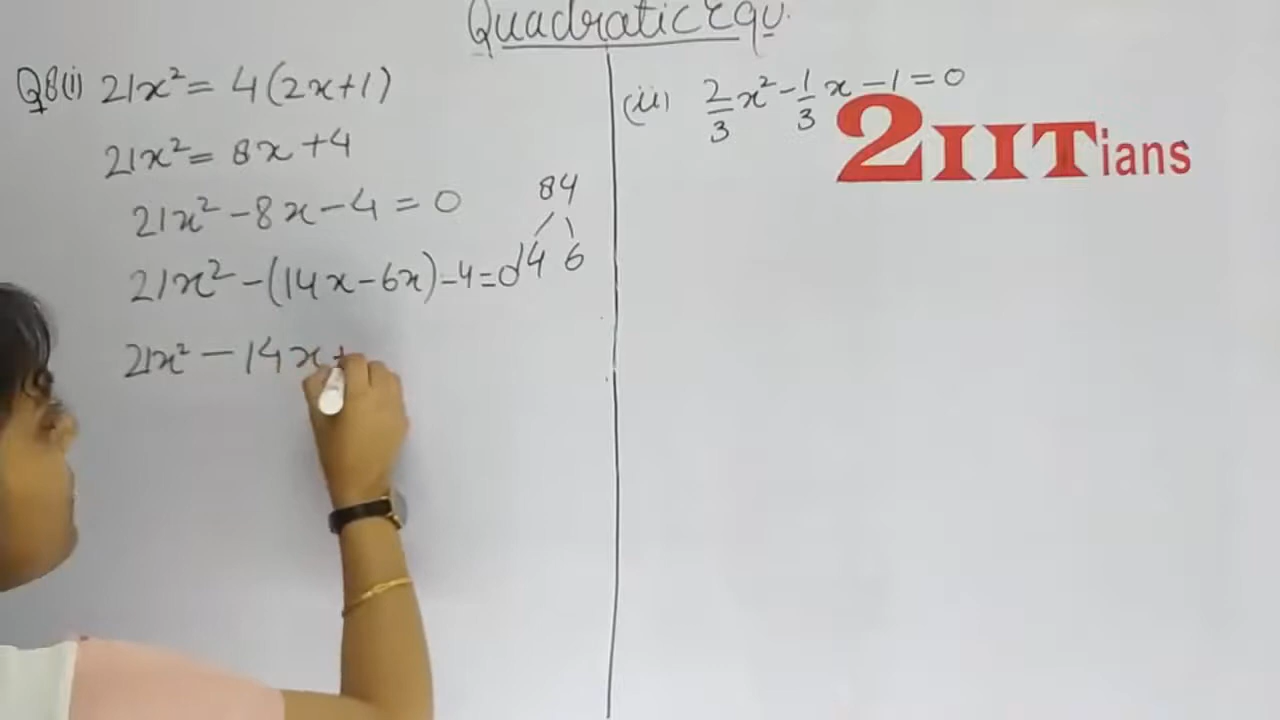 Quadratic Equ.
Q8(i) 21x² = 4(2x+1)
21x² = 8x + 4
21x² - 8x - 4 = 0
84
14 6
21x² - (14x - 6x) - 4 = 0
21x² - 14x +
(ii) 2/3 x² - 1/3 x - 1 = 0
2IITians